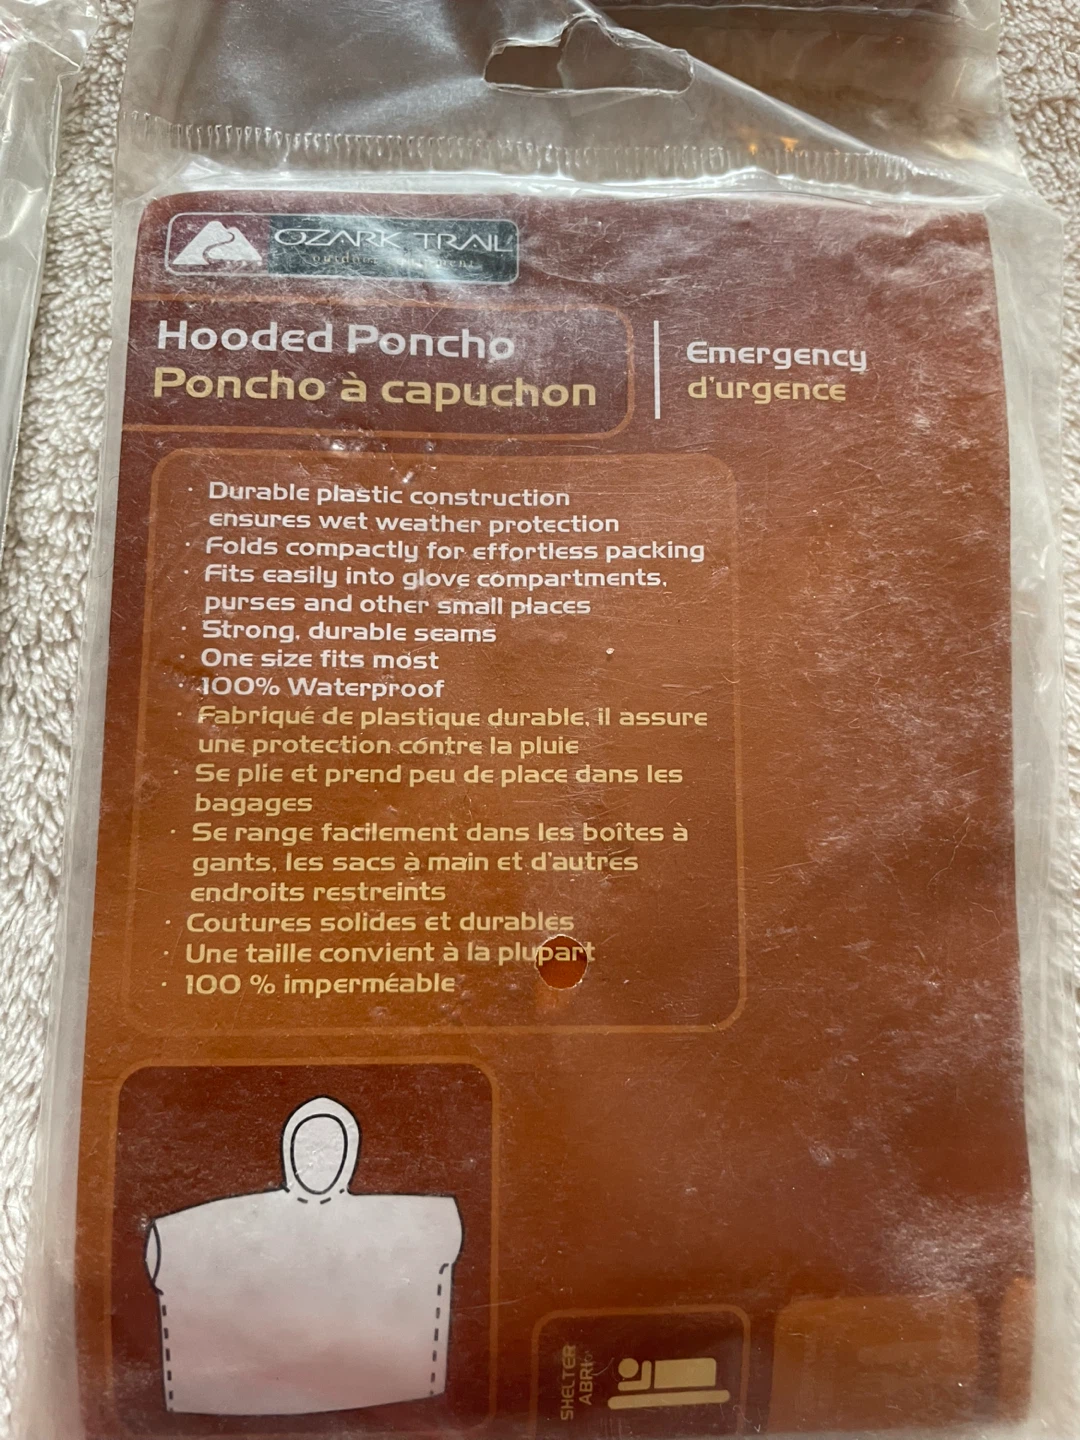 OZARK TRAIL
outdoor equipment
Hooded Poncho
Poncho à capuchon
Emergency
d'urgence
· Durable plastic construction
ensures wet weather protection
· Folds compactly for effortless packing
· Fits easily into glove compartments,
purses and other small places
· Strong, durable seams
· One size fits most
· 100% Waterproof
· Fabriqué de plastique durable, il assure
une protection contre la pluie
· Se plie et prend peu de place dans les
bagages
· Se range facilement dans les boîtes à
gants, les sacs à main et d'autres
endroits restreints
· Coutures solides et durables
· Une taille convient à la plupart
· 100 % imperméable
SHELTER
ABRI